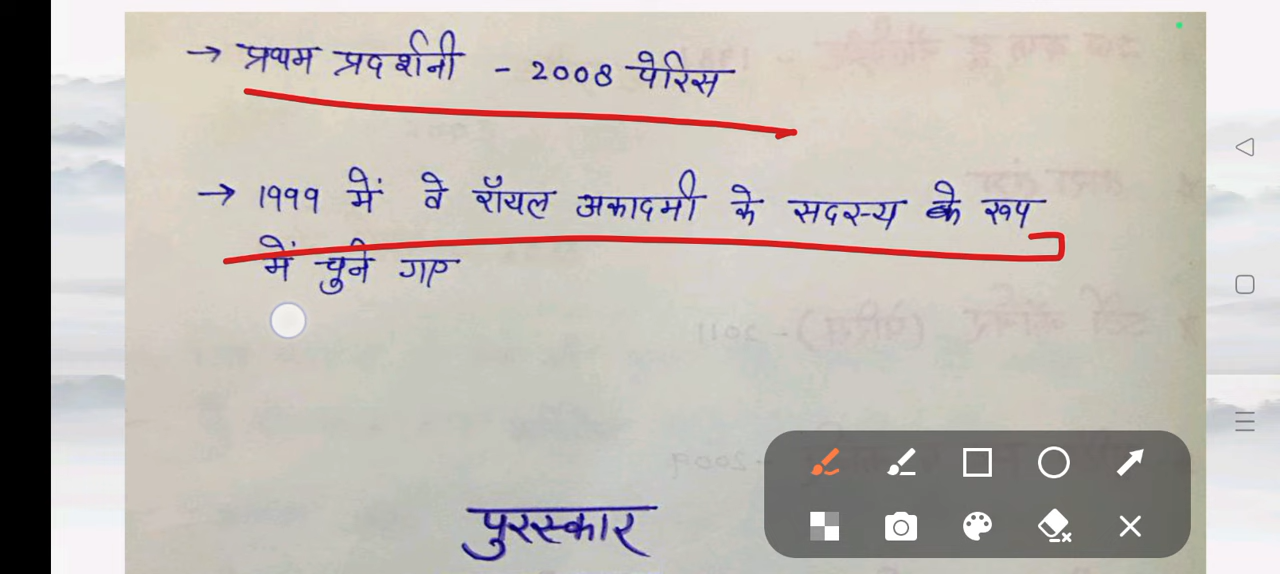 → प्रथम प्रदर्शनी - 2008 पेरिस
→ 1999 में वे रॉयल अकादमी के सदस्य के रूप
में चुने गए
पुरस्कार